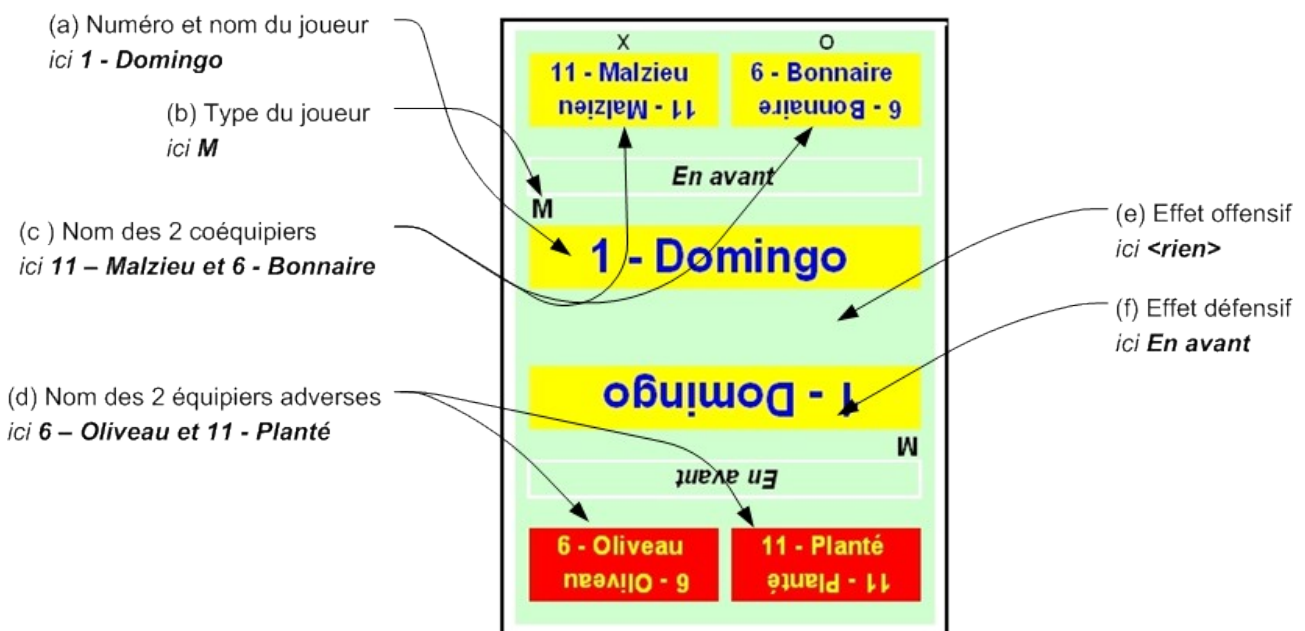 (a) Numéro et nom du joueur
ici 1 - Domingo
(b) Type du joueur
ici M
(c ) Nom des 2 coéquipiers
ici 11 – Malzieu et 6 - Bonnaire
(d) Nom des 2 équipiers adverses
ici 6 – Oliveau et 11 - Planté
X O
11 - Malzieu 6 - Bonnaire
11 - Malzieu 6 - Bonnaire
En avant
M
1 - Domingo
1 - Domingo
M
En avant
6 - Oliveau 11 - Planté
6 - Oliveau 11 - Planté
(e) Effet offensif
ici <rien>
(f) Effet défensif
ici En avant